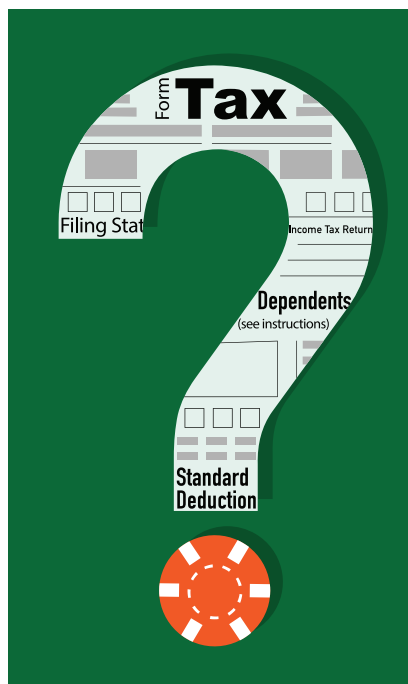 Form Tax
Filing Stat
Income Tax Return
Dependents
(see instructions)
Standard
Deduction